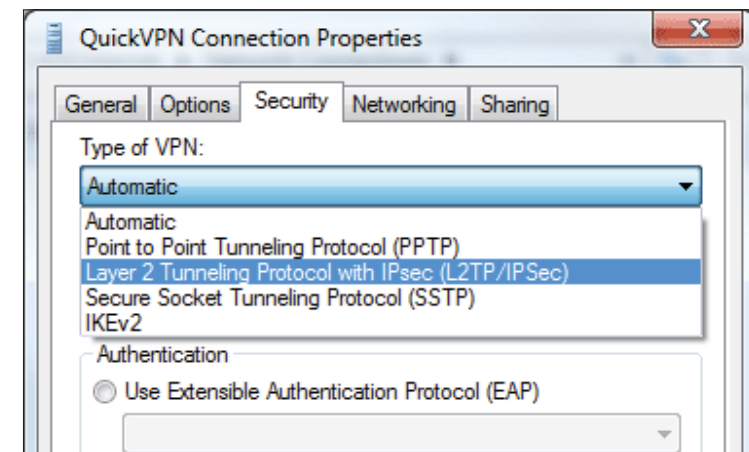 QuickVPN Connection Properties
General Options Security Networking Sharing
Type of VPN:
Automatic
Automatic
Point to Point Tunneling Protocol (PPTP)
Layer 2 Tunneling Protocol with IPsec (L2TP/IPSec)
Secure Socket Tunneling Protocol (SSTP)
IKEv2
Authentication
Use Extensible Authentication Protocol (EAP)